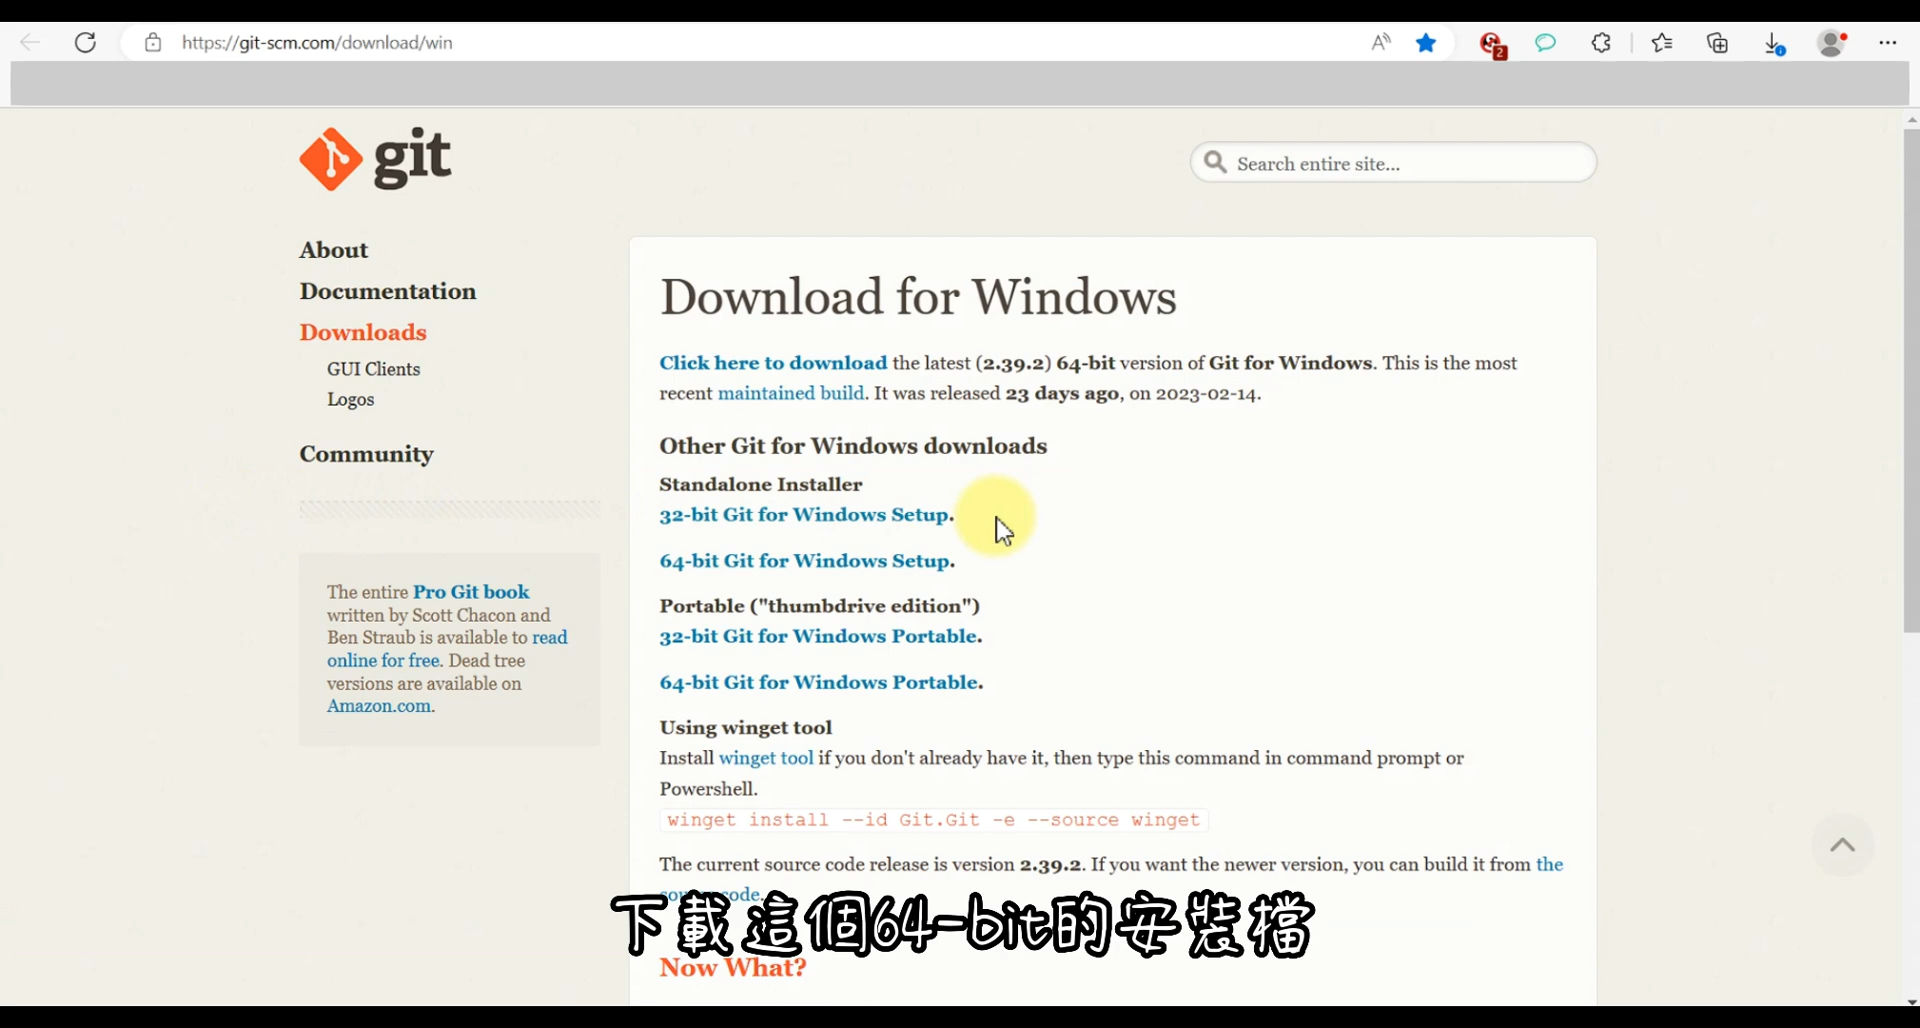 https://git-scm.com/download/win
2
git
Search entire site...
About
Documentation
Downloads
GUI Clients
Logos
Community
The entire Pro Git book
written by Scott Chacon and
Ben Straub is available to read
online for free. Dead tree
versions are available on
Amazon.com.
Download for Windows
Click here to download the latest (2.39.2) 64-bit version of Git for Windows. This is the most
recent maintained build. It was released 23 days ago, on 2023-02-14.
Other Git for Windows downloads
Standalone Installer
32-bit Git for Windows Setup.
64-bit Git for Windows Setup.
Portable ("thumbdrive edition")
32-bit Git for Windows Portable.
64-bit Git for Windows Portable.
Using winget tool
Install winget tool if you don't already have it, then type this command in command prompt or
Powershell.
winget install --id Git.Git -e --source winget
The current source code release is version 2.39.2. If you want the newer version, you can build it from the
source code.
下載這個64-bit的安裝檔
Now What?